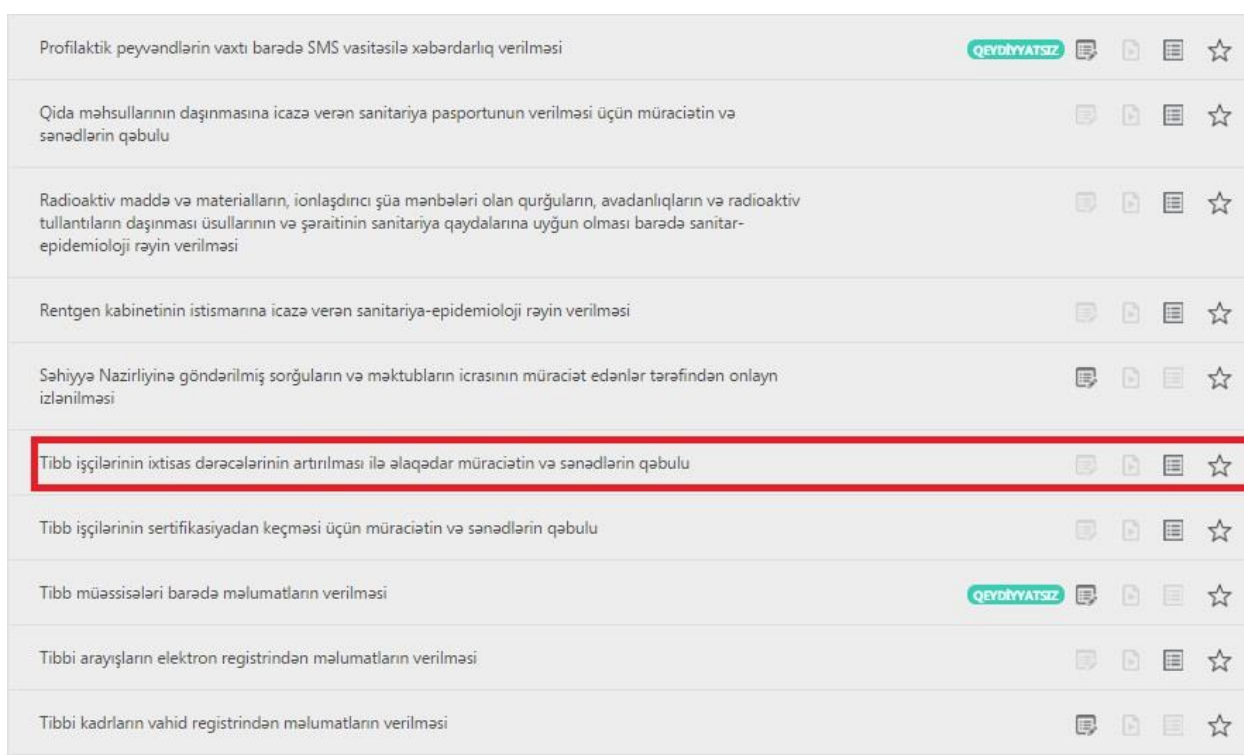 Profilaktik peyvəndlərin vaxtı barədə SMS vasitəsilə xəbərdarlıq verilməsi
QEYDİYYATSIZ
Qida məhsullarının daşınmasına icazə verən sanitariya pasportunun verilməsi üçün müraciətin və
sənədlərin qəbulu
Radioaktiv maddə və materialların, ionlaşdırıcı şüa mənbələri olan qurğuların, avadanlıqların və radioaktiv
tullantıların daşınması üsullarının və şəraitinin sanitariya qaydalarına uyğun olması barədə sanitar-
epidemioloji rəyin verilməsi
Rentgen kabinetinin istismarına icazə verən sanitariya-epidemioloji rəyin verilməsi
Səhiyyə Nazirliyinə göndərilmiş sorğuların və məktubların icrasının müraciət edənlər tərəfindən onlayn
izlənilməsi
Tibb işçilərinin ixtisas dərəcələrinin artırılması ilə əlaqədar müraciətin və sənədlərin qəbulu
Tibb işçilərinin sertifikasiyadan keçməsi üçün müraciətin və sənədlərin qəbulu
Tibb müəssisələri barədə məlumatların verilməsi
QEYDİYYATSIZ
Tibbi arayışların elektron registrindən məlumatların verilməsi
Tibbi kadrların vahid registrindən məlumatların verilməsi